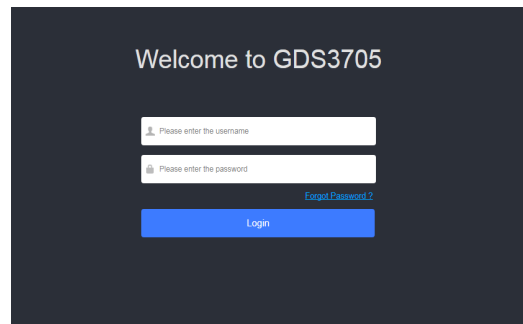 Welcome to GDS3705
Please enter the username
Please enter the password
Forgot Password ?
Login